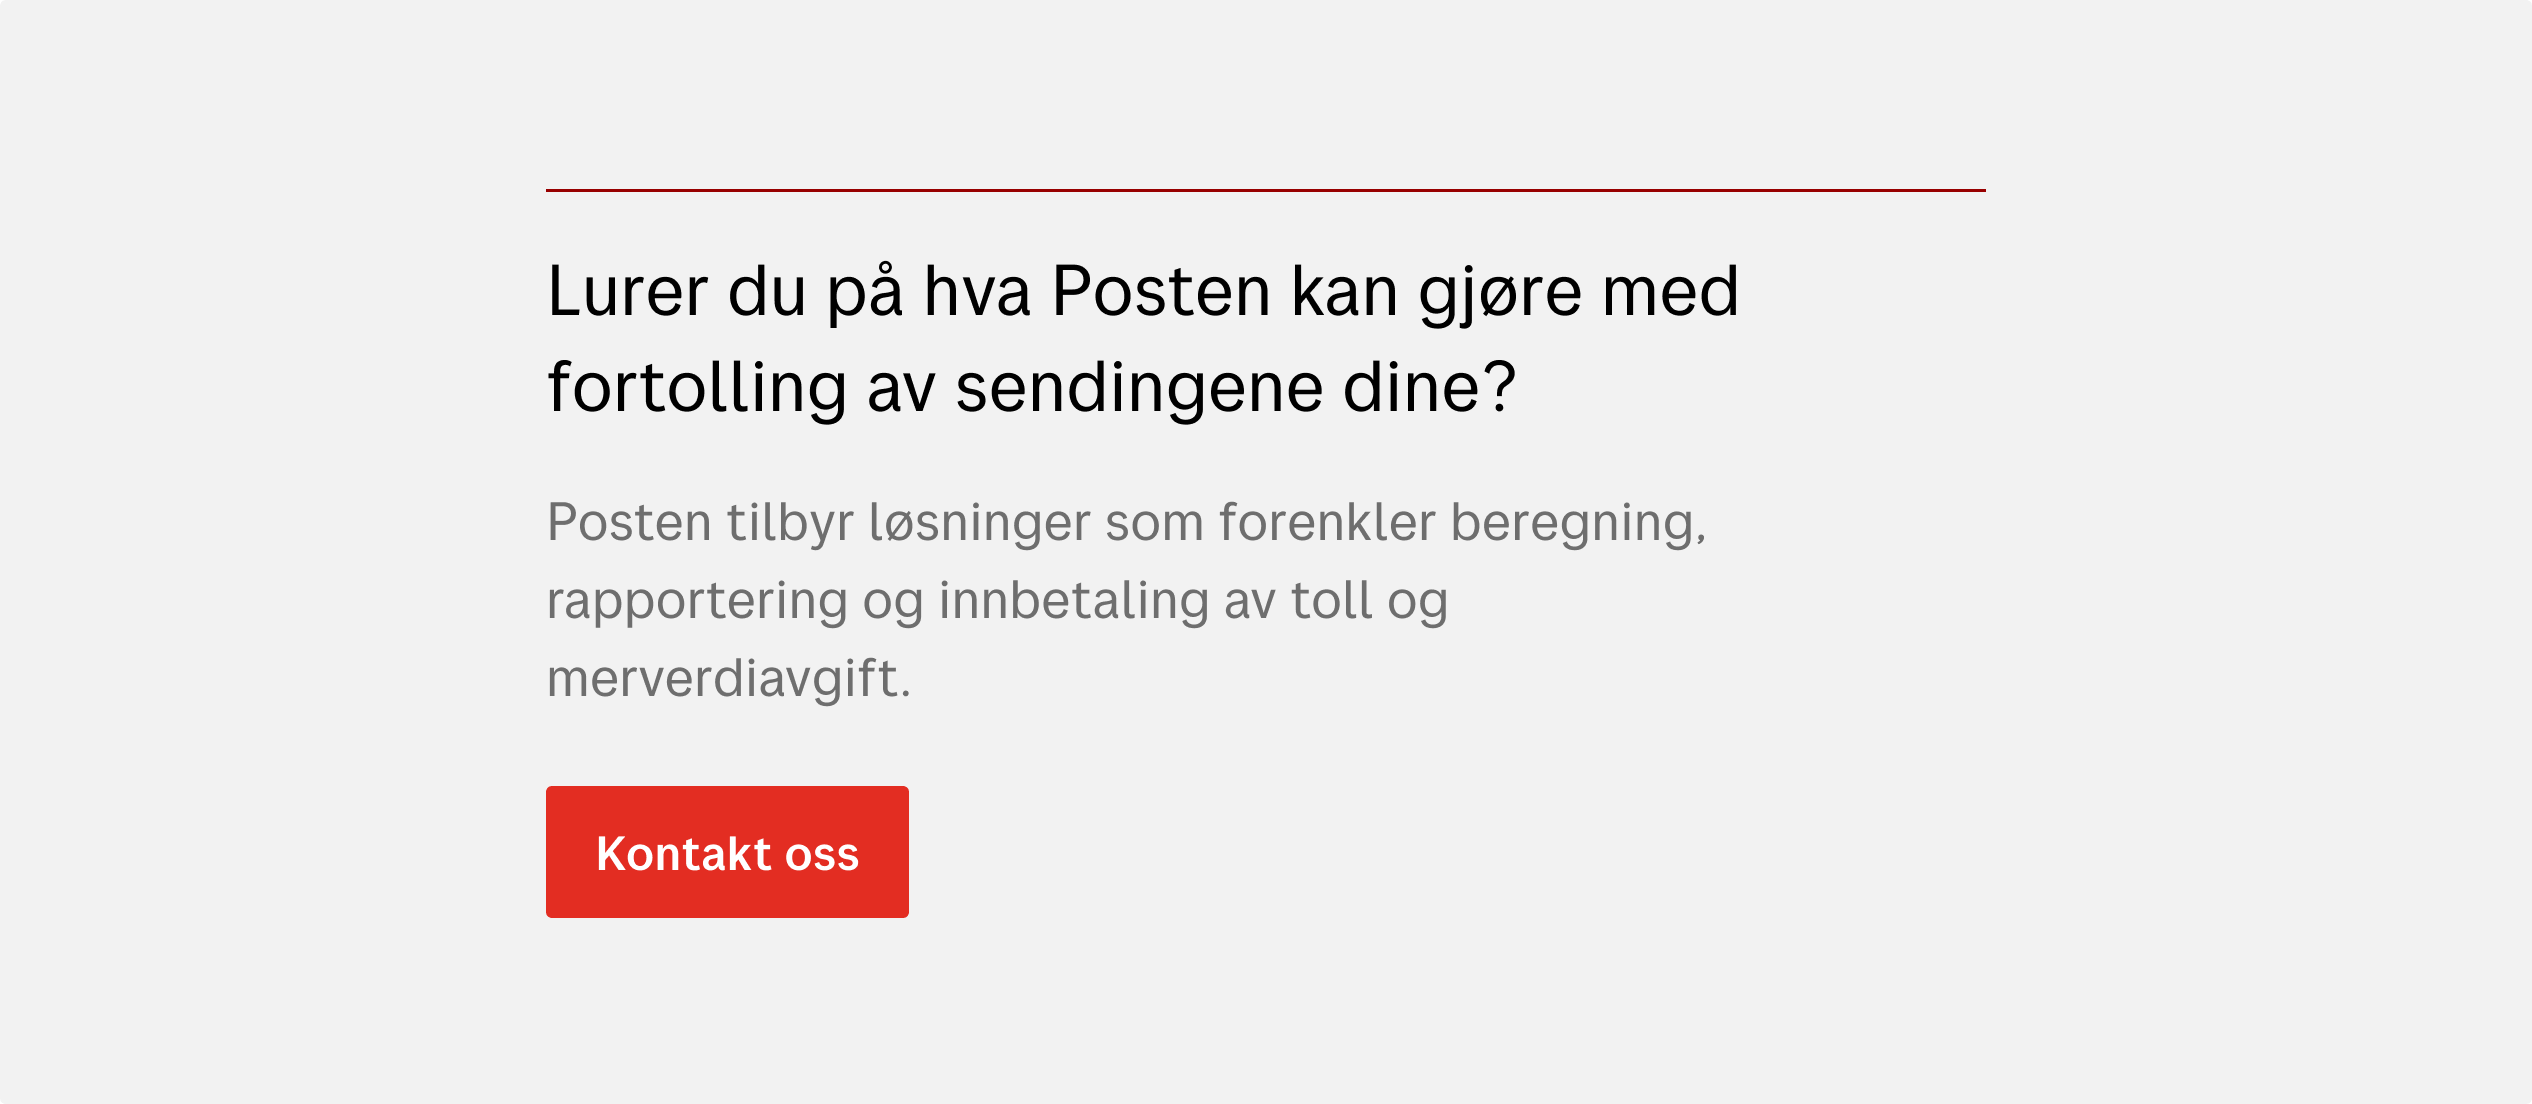 Lurer du på hva Posten kan gjøre med
fortolling av sendingene dine?
Posten tilbyr løsninger som forenkler beregning,
rapportering og innbetaling av toll og
merverdiavgift.
Kontakt oss